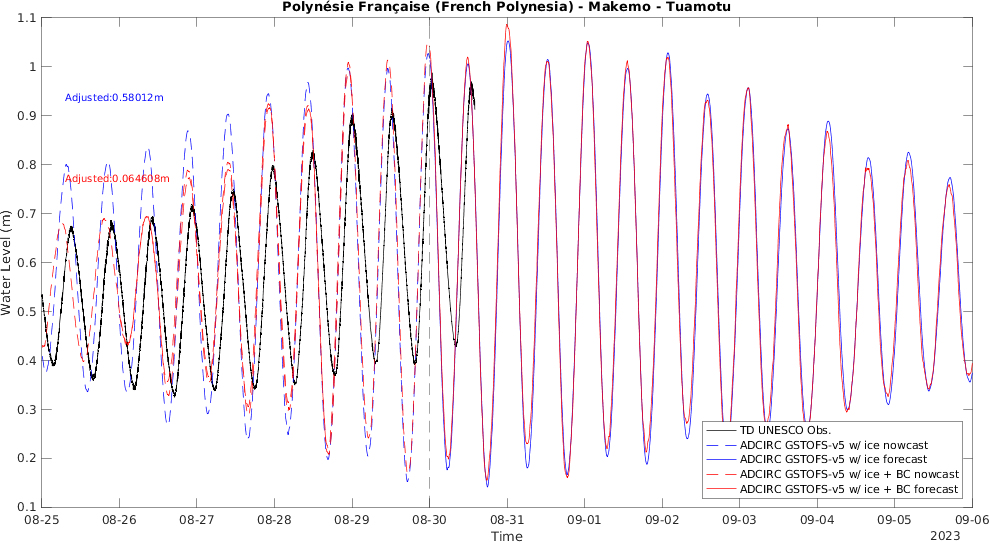 Polynésie Française (French Polynesia) - Makemo - Tuamotu
1.1
1
0.9
0.8
0.7
0.6
0.5
0.4
0.3
0.2
0.1
Water Level (m)
Adjusted:0.58012m
Adjusted:0.064608m
TD UNESCO Obs.
ADCIRC GSTOFS-v5 w/ ice nowcast
ADCIRC GSTOFS-v5 w/ ice forecast
ADCIRC GSTOFS-v5 w/ ice + BC nowcast
ADCIRC GSTOFS-v5 w/ ice + BC forecast
08-25 08-26 08-27 08-28 08-29 08-30 08-31 09-01 09-02 09-03 09-04 09-05 09-06
Time
2023